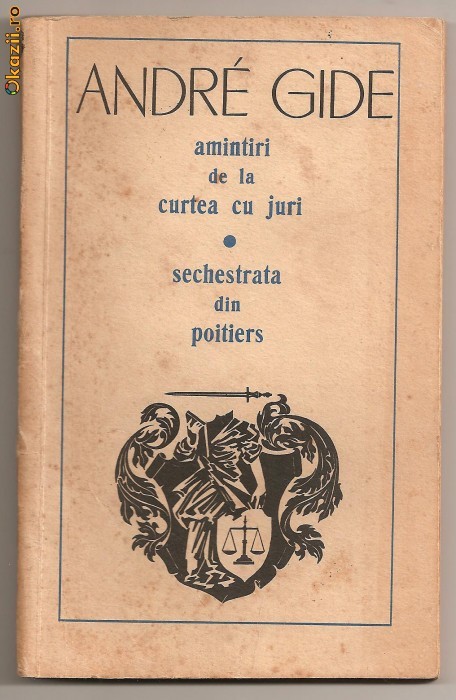 Okazii.ro
ANDRÉ GIDE
amintiri
de la
curtea cu juri
sechestrata
din
poitiers